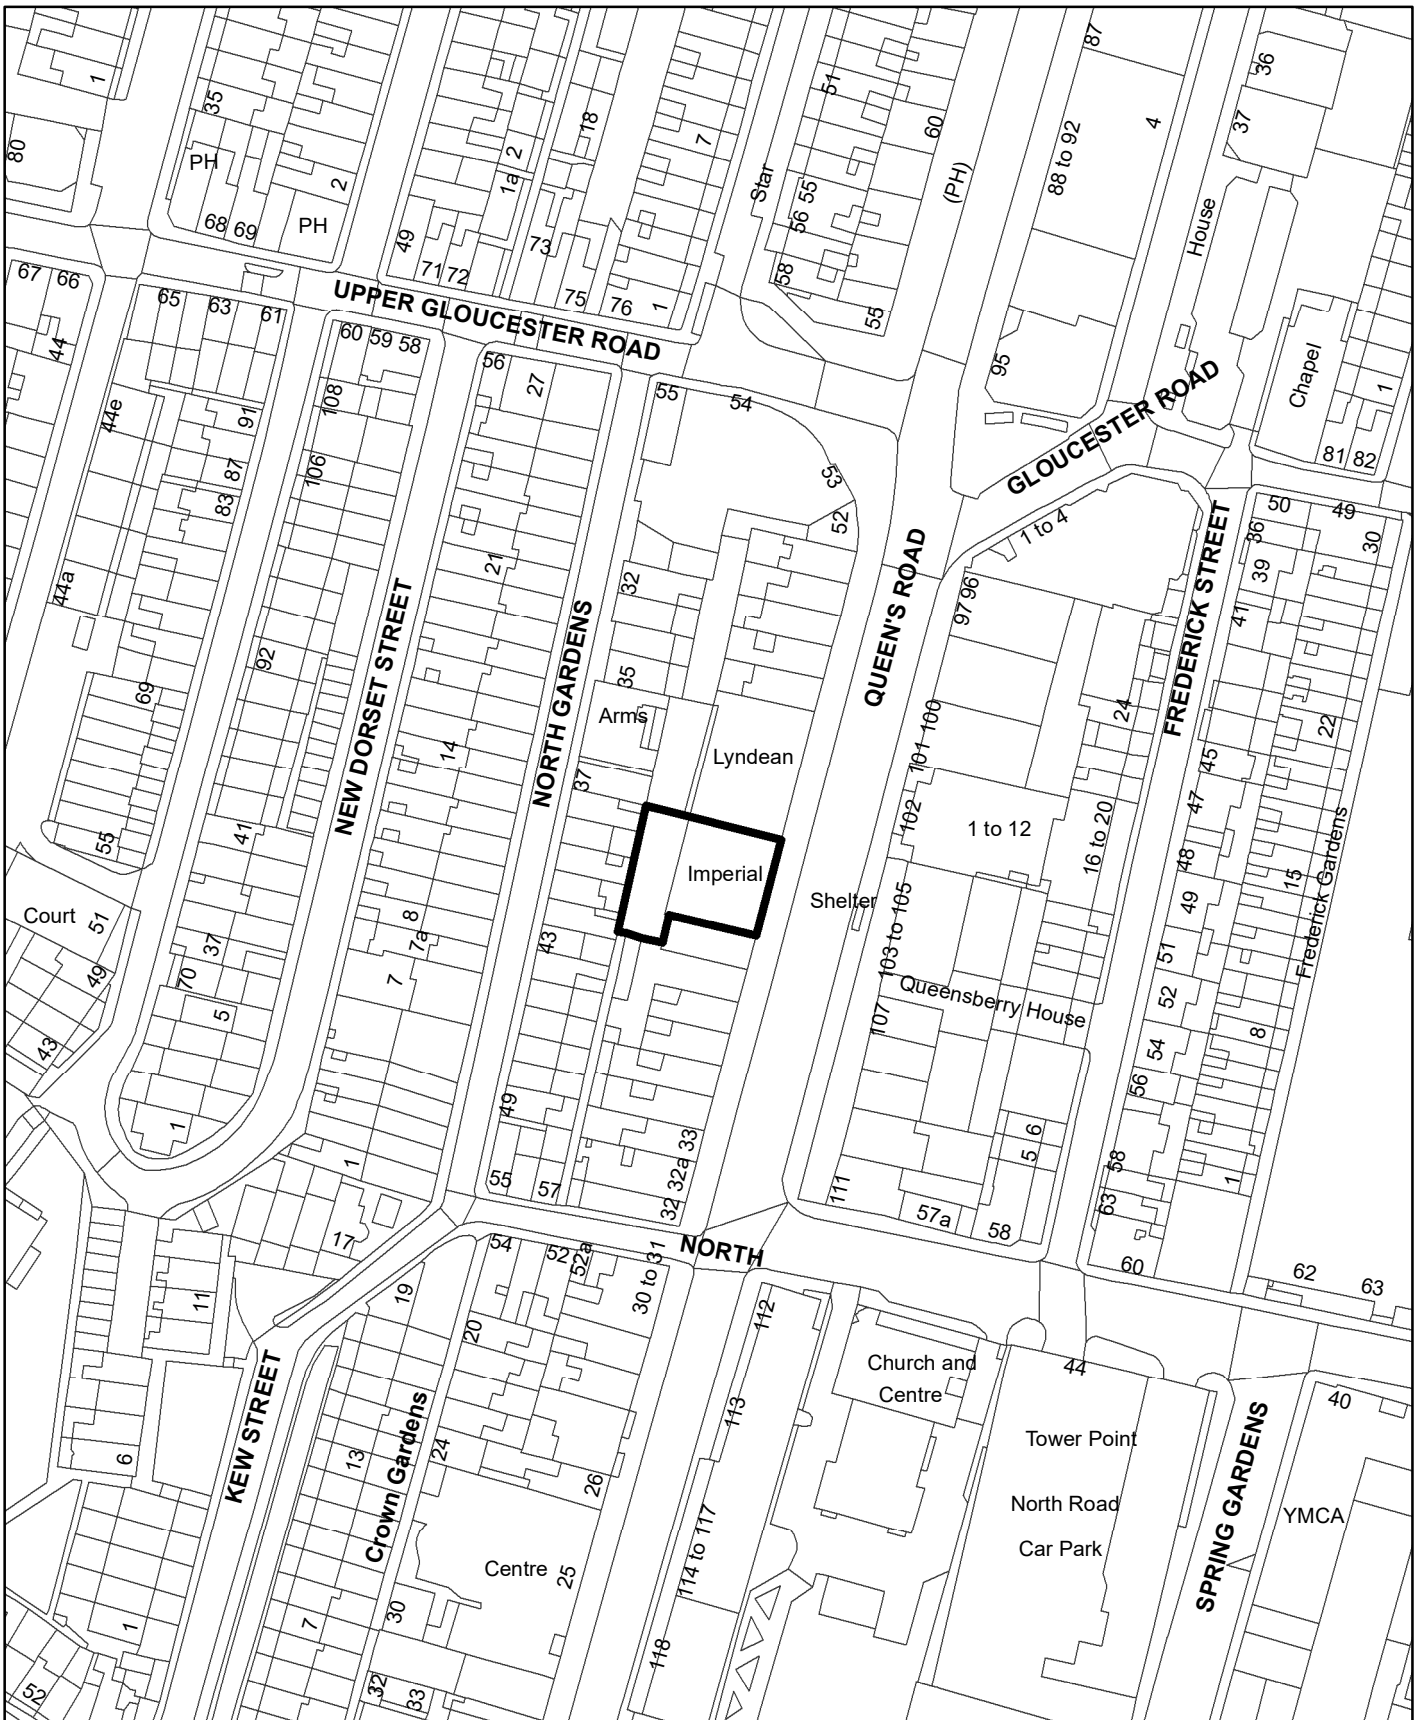 1
35
80
PH
68
69
2
PH
49
71
72
1a
2
73
18
75
76
7
1
Star
51
55
56
58
55
60
(PH)
87
88 to 92
4
95
36
37
House
Chapel
1
81
82
UPPER GLOUCESTER ROAD
GLOUCESTER ROAD
67
66
65
63
61
44
44e
44a
91
87
83
60
59
58
108
106
92
56
27
21
55
54
53
52
32
35
Arms
37
Lyndean
Imperial
QUEEN'S ROAD
NORTH GARDENS
NEW DORSET STREET
FREDERICK STREET
1 to 4
96
97
100
101
102
1 to 12
16 to 20
24
103 to 105
Shelter
Queensberry House
107
111
50
49
36
39
41
30
22
45
47
48
49
51
52
54
56
58
63
15
8
1
Frederick Gardens
69
55
41
37
70
5
1
Court
51
49
43
14
8
7a
7
1
17
43
49
55
57
33
32a
32
5
6
57a
58
60
62
63
NORTH
54
52
52a
30 to 31
19
20
11
6
KEW STREET
13
Crown Gardens
24
26
Centre
25
30
7
32
33
1
52
112
113
114 to 117
118
Church and
Centre
44
Tower Point
North Road
Car Park
SPRING GARDENS
40
YMCA